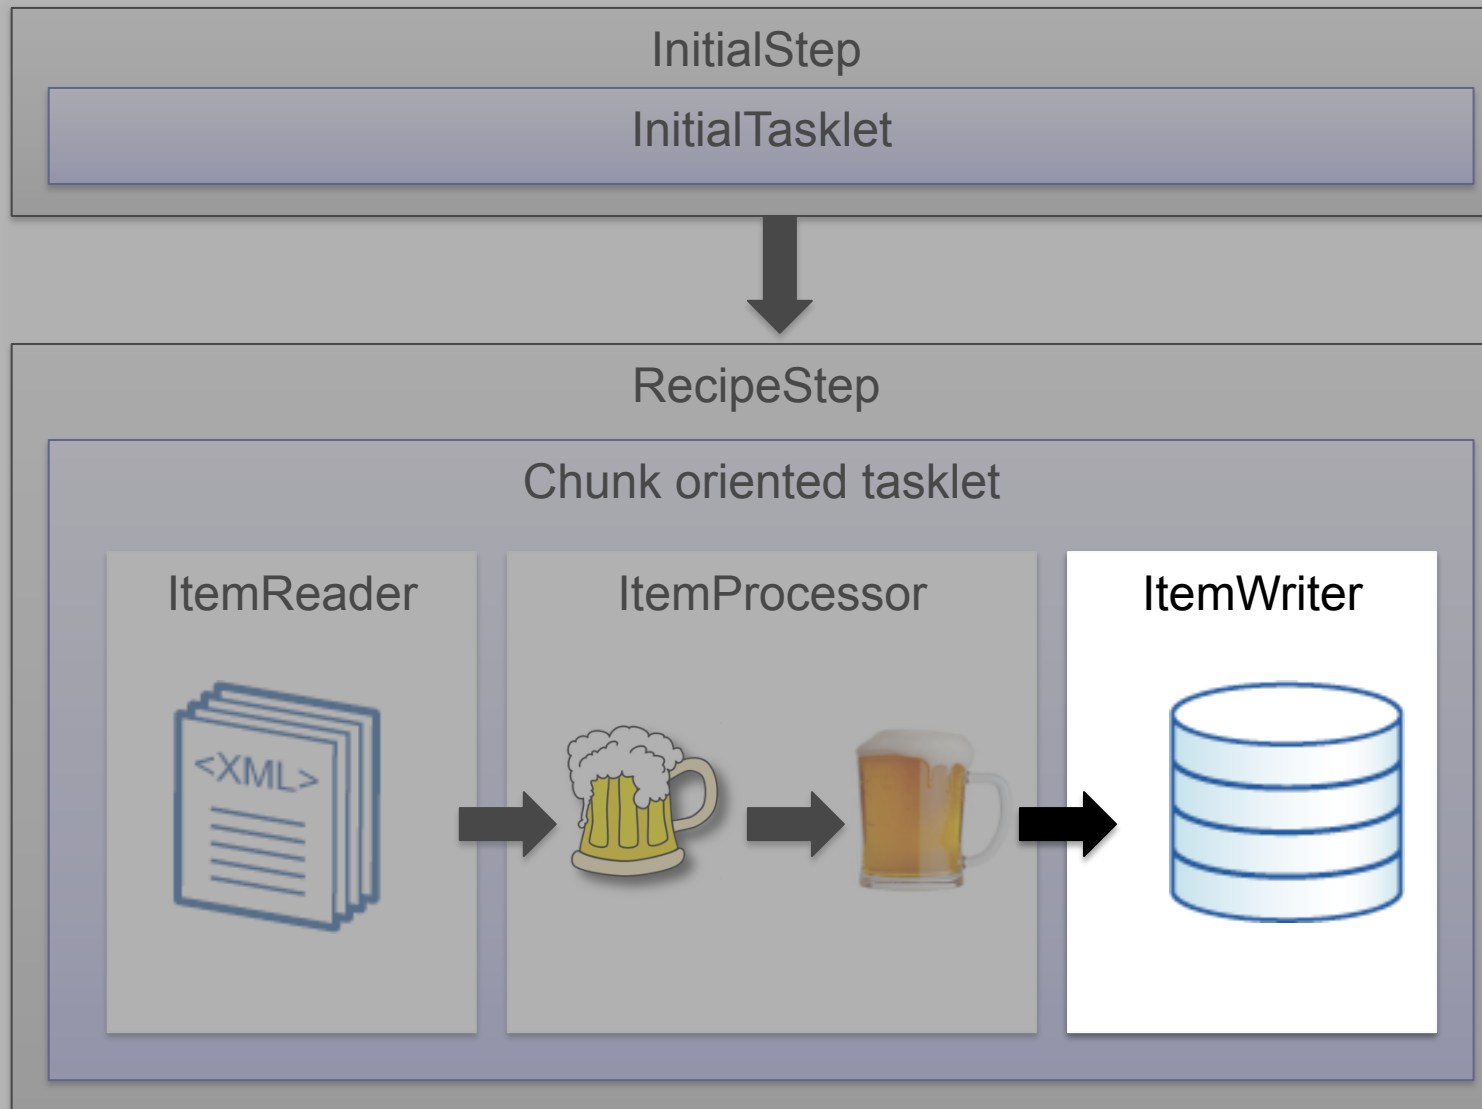 InitialStep
InitialTasklet
RecipeStep
Chunk oriented tasklet
ItemReader
ItemProcessor
ItemWriter
<XML>